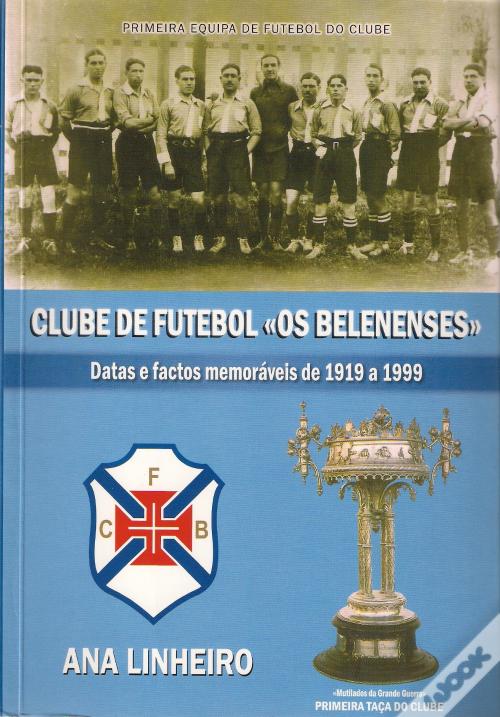 PRIMEIRA EQUIPA DE FUTEBOL DO CLUBE
CLUBE DE FUTEBOL «OS BELENENSES»
Datas e factos memoráveis de 1919 a 1999
F
C B
ANA LINHEIRO
«Mutilados da Grande Guerra»
PRIMEIRA TAÇA DO CLUBE
WOOK